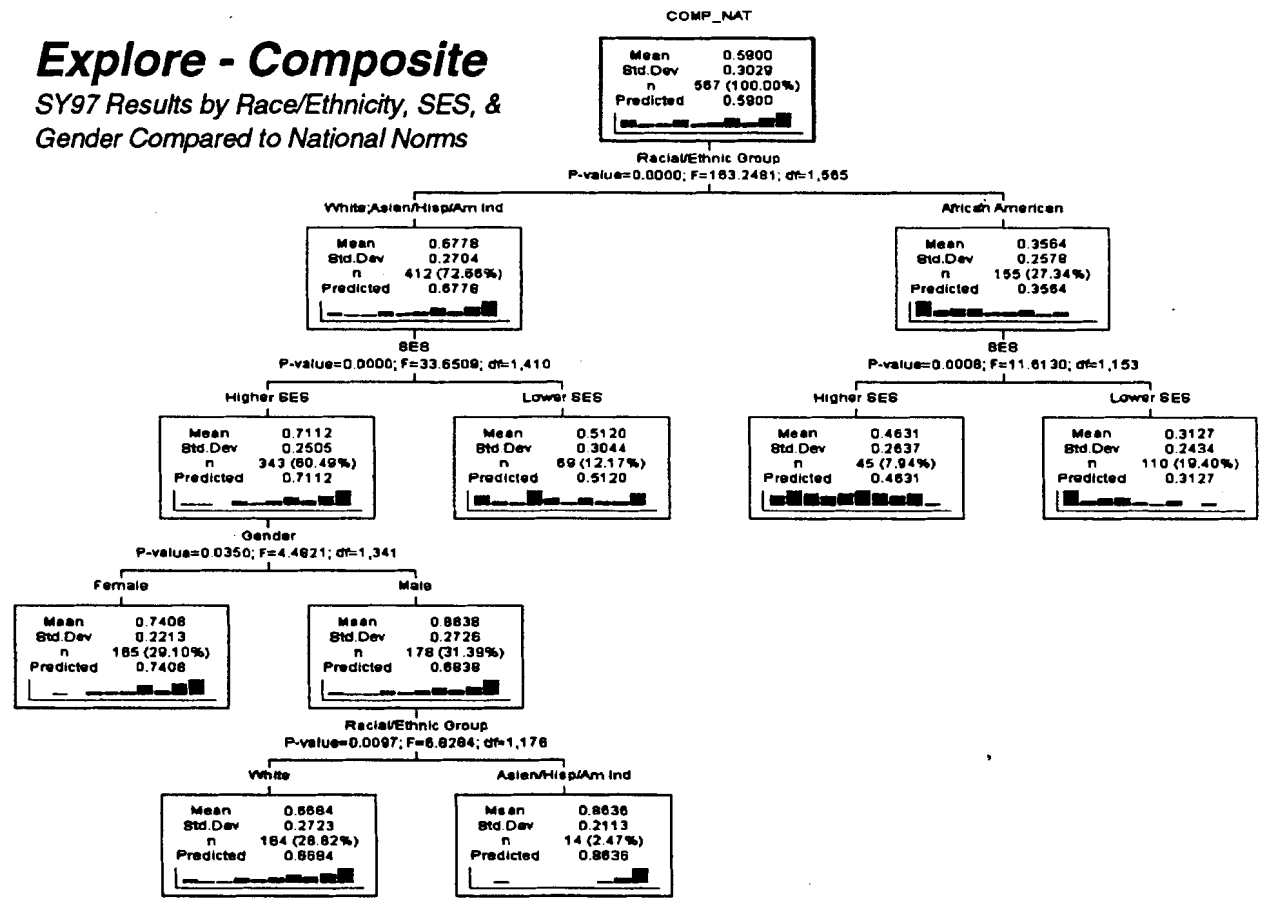 COMP_NAT
Explore - Composite
SY97 Results by Race/Ethnicity, SES, &
Gender Compared to National Norms
Mean 0.5900
Std.Dev 0.3029
n 567 (100.00%)
Predicted 0.5900
Racial/Ethnic Group
P-value=0.0000; F=163.2481; df=1,565
White;Asian/Hisp/Am Ind
Mean 0.6778
Std.Dev 0.2704
n 412 (72.66%)
Predicted 0.6778
African American
Mean 0.3564
Std.Dev 0.2578
n 155 (27.34%)
Predicted 0.3564
SES
P-value=0.0000; F=33.6509; df=1,410
SES
P-value=0.0008; F=11.6130; df=1,153
Higher SES
Mean 0.7112
Std.Dev 0.2505
n 343 (60.49%)
Predicted 0.7112
Lower SES
Mean 0.5120
Std.Dev 0.3044
n 69 (12.17%)
Predicted 0.5120
Higher SES
Mean 0.4631
Std.Dev 0.2637
n 45 (7.94%)
Predicted 0.4631
Lower SES
Mean 0.3127
Std.Dev 0.2434
n 110 (19.40%)
Predicted 0.3127
Gender
P-value=0.0350; F=4.4821; df=1,341
Female
Mean 0.7408
Std.Dev 0.2213
n 165 (29.10%)
Predicted 0.7408
Male
Mean 0.6838
Std.Dev 0.2726
n 178 (31.39%)
Predicted 0.6838
Racial/Ethnic Group
P-value=0.0097; F=6.8284; df=1,176
White
Mean 0.6684
Std.Dev 0.2723
n 164 (28.92%)
Predicted 0.6684
Asian/Hisp/Am Ind
Mean 0.8636
Std.Dev 0.2113
n 14 (2.47%)
Predicted 0.8636